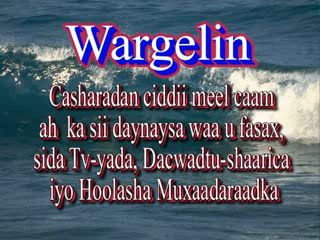 Wargelin
Casharadan ciddii meel caam
ah ka sii daynaysa waa u fasax,
sida Tv-yada, Dacwadtu-shaarica
iyo Hoolasha Muxaadaraadka